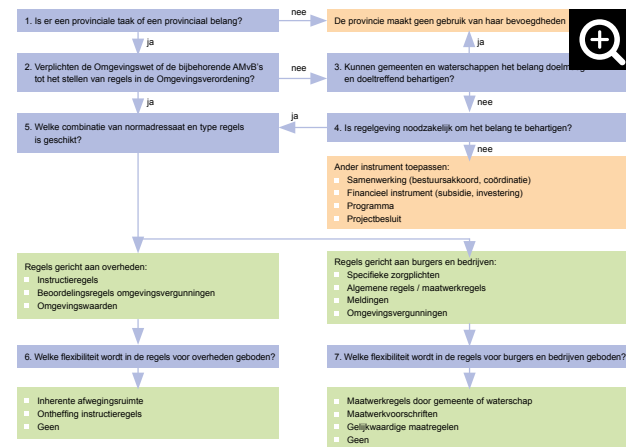 1. Is er een provinciale taak of een provinciaal belang?
nee
De provincie maakt geen gebruik van haar bevoegdheden
ja
ja
2. Verplichten de Omgevingswet of de bijbehorende AMvB's
tot het stellen van regels in de Omgevingsverordening?
nee
3. Kunnen gemeenten en waterschappen het belang
en doeltreffend behartigen?
ja
nee
5. Welke combinatie van normadressaat en type regels
is geschikt?
ja
4. Is regelgeving noodzakelijk om het belang te behartigen?
nee
Ander instrument toepassen:
Samenwerking (bestuursakkoord, coördinatie)
Financieel instrument (subsidie, investering)
Programma
Projectbesluit
Regels gericht aan overheden:
Instructieregels
Beoordelingsregels omgevingsvergunningen
Omgevingswaarden
Regels gericht aan burgers en bedrijven:
Specifieke zorgplichten
Algemene regels / maatwerkregels
Meldingen
Omgevingsvergunningen
6. Welke flexibiliteit wordt in de regels voor overheden geboden?
7. Welke flexibiliteit wordt in de regels voor burgers en bedrijven geboden?
Inherente afwegingsruimte
Ontheffing instructieregels
Geen
Maatwerkregels door gemeente of waterschap
Maatwerkvoorschriften
Gelijkwaardige maatregelen
Geen